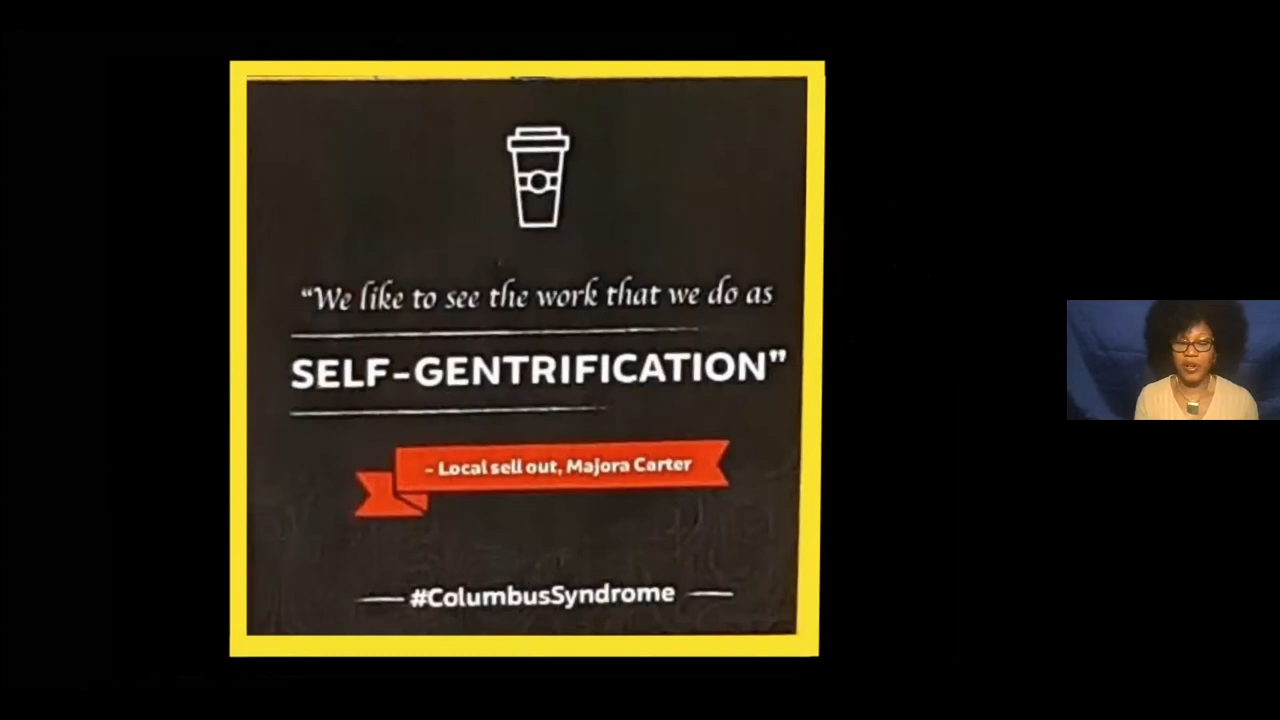 “We like to see the work that we do as
SELF-GENTRIFICATION”
- Local sell out, Majora Carter
#ColumbusSyndrome